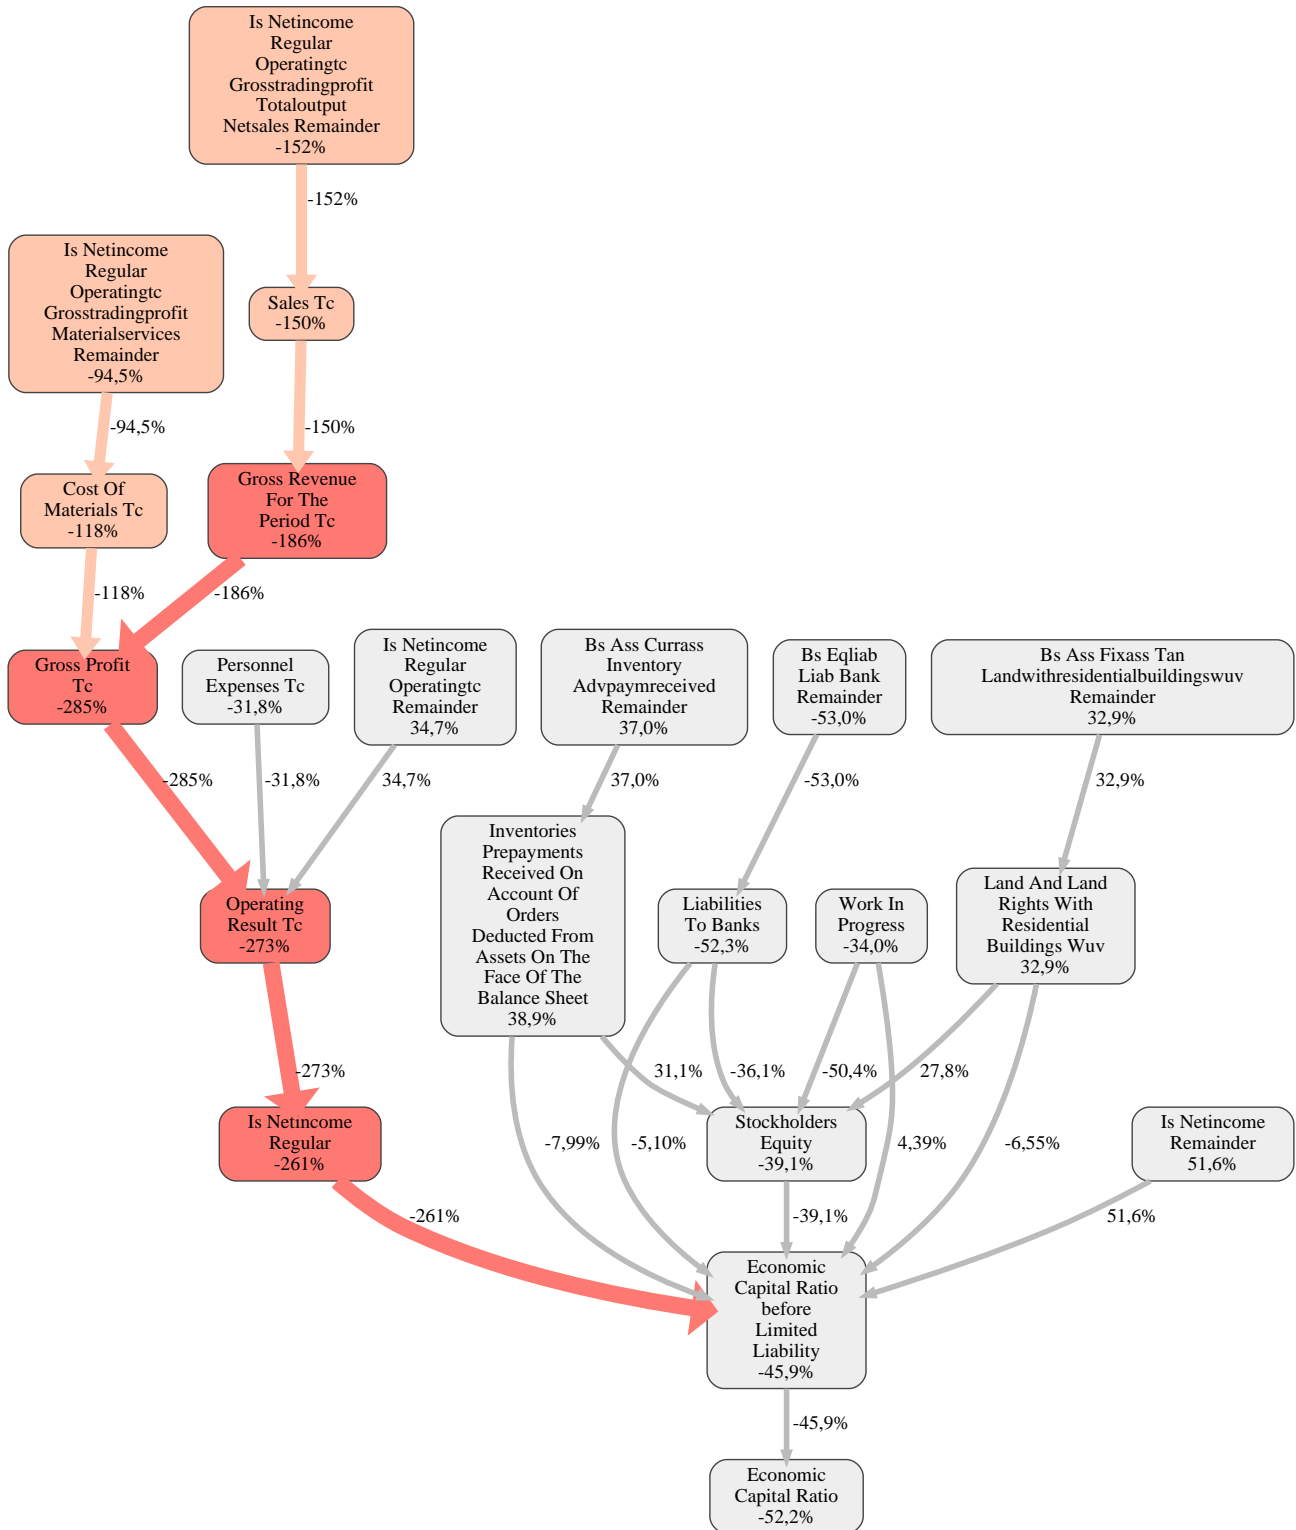 Is Netincome
Regular
Operatingtc
Grosstradingprofit
Totaloutput
Netsales Remainder
-152%
-152%
Is Netincome
Regular
Operatingtc
Grosstradingprofit
Materialservices
Remainder
-94,5%
Sales Tc
-150%
-94,5%
-150%
Cost Of
Materials Tc
-118%
Gross Revenue
For The
Period Tc
-186%
-118%
-186%
Gross Profit
Tc
-285%
Personnel
Expenses Tc
-31,8%
Is Netincome
Regular
Operatingtc
Remainder
34,7%
Bs Ass Currass
Inventory
Advpaymreceived
Remainder
37,0%
Bs Eqliab
Liab Bank
Remainder
-53,0%
Bs Ass Fixass Tan
Landwithresidentialbuildingswuv
Remainder
32,9%
-285%
-31,8%
34,7%
37,0%
-53,0%
32,9%
Inventories
Prepayments
Received On
Account Of
Orders
Deducted From
Assets On The
Face Of The
Balance Sheet
38,9%
Operating
Result Tc
-273%
Liabilities
To Banks
-52,3%
Work In
Progress
-34,0%
Land And Land
Rights With
Residential
Buildings Wuv
32,9%
-273%
31,1%
-36,1%
-50,4%
27,8%
Is Netincome
Regular
-261%
Stockholders
Equity
-39,1%
Is Netincome
Remainder
51,6%
-7,99%
-5,10%
4,39%
-6,55%
-261%
-39,1%
51,6%
Economic
Capital Ratio
before
Limited
Liability
-45,9%
-45,9%
Economic
Capital Ratio
-52,2%